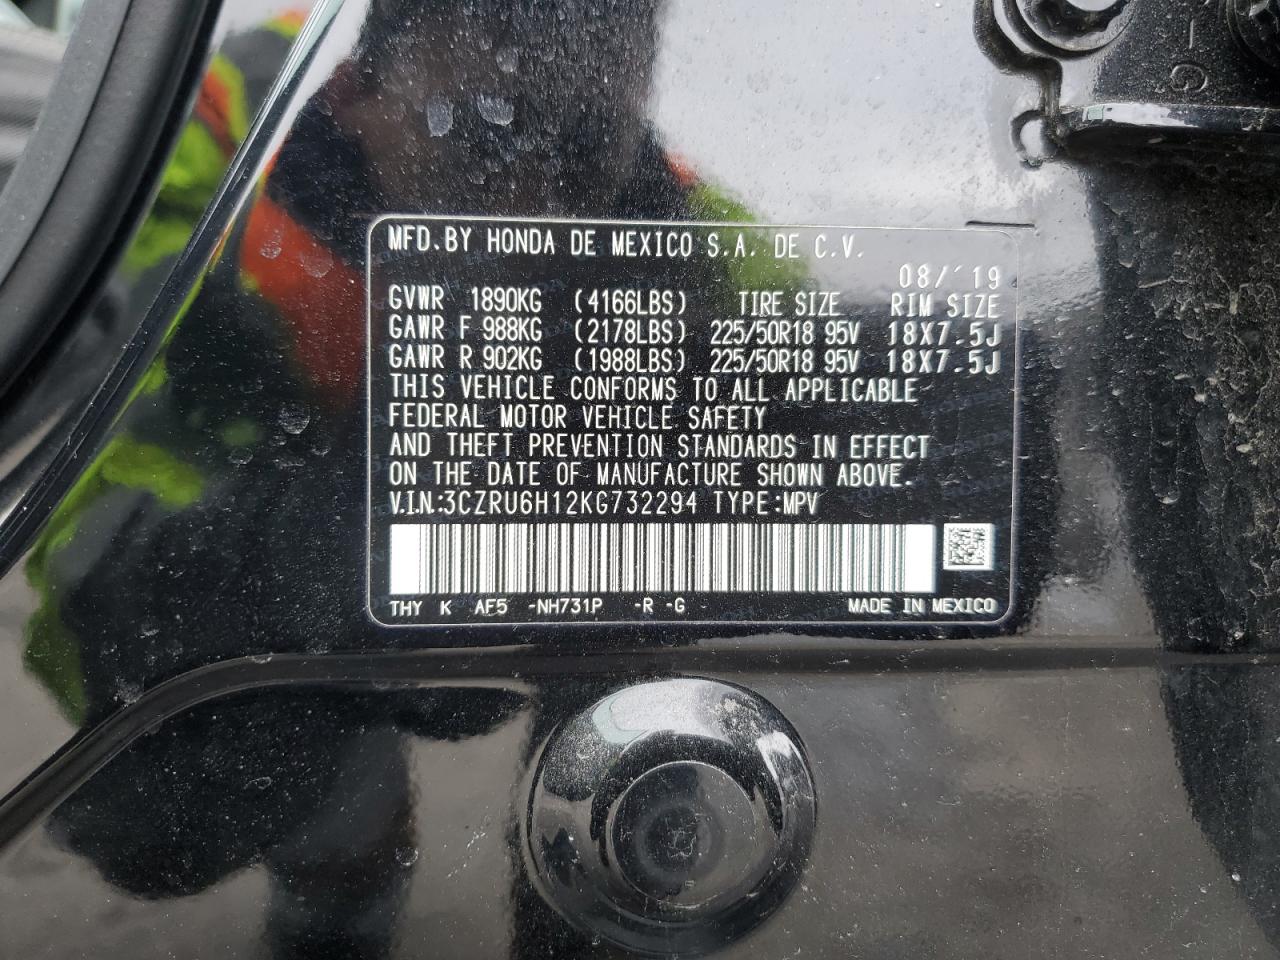 MFD.BY HONDA DE MEXICO S.A. DE C.V.
08/'19
GVWR 1890KG (4166LBS) TIRE SIZE RIM SIZE
GAWR F 988KG (2178LBS) 225/50R18 95V 18X7.5J
GAWR R 902KG (1988LBS) 225/50R18 95V 18X7.5J
THIS VEHICLE CONFORMS TO ALL APPLICABLE
FEDERAL MOTOR VEHICLE SAFETY
AND THEFT PREVENTION STANDARDS IN EFFECT
ON THE DATE OF MANUFACTURE SHOWN ABOVE.
V.I.N.:3CZRU6H12KG732294 TYPE:MPV
THY K AF5 -NH731P -R -G - MADE IN MEXICO